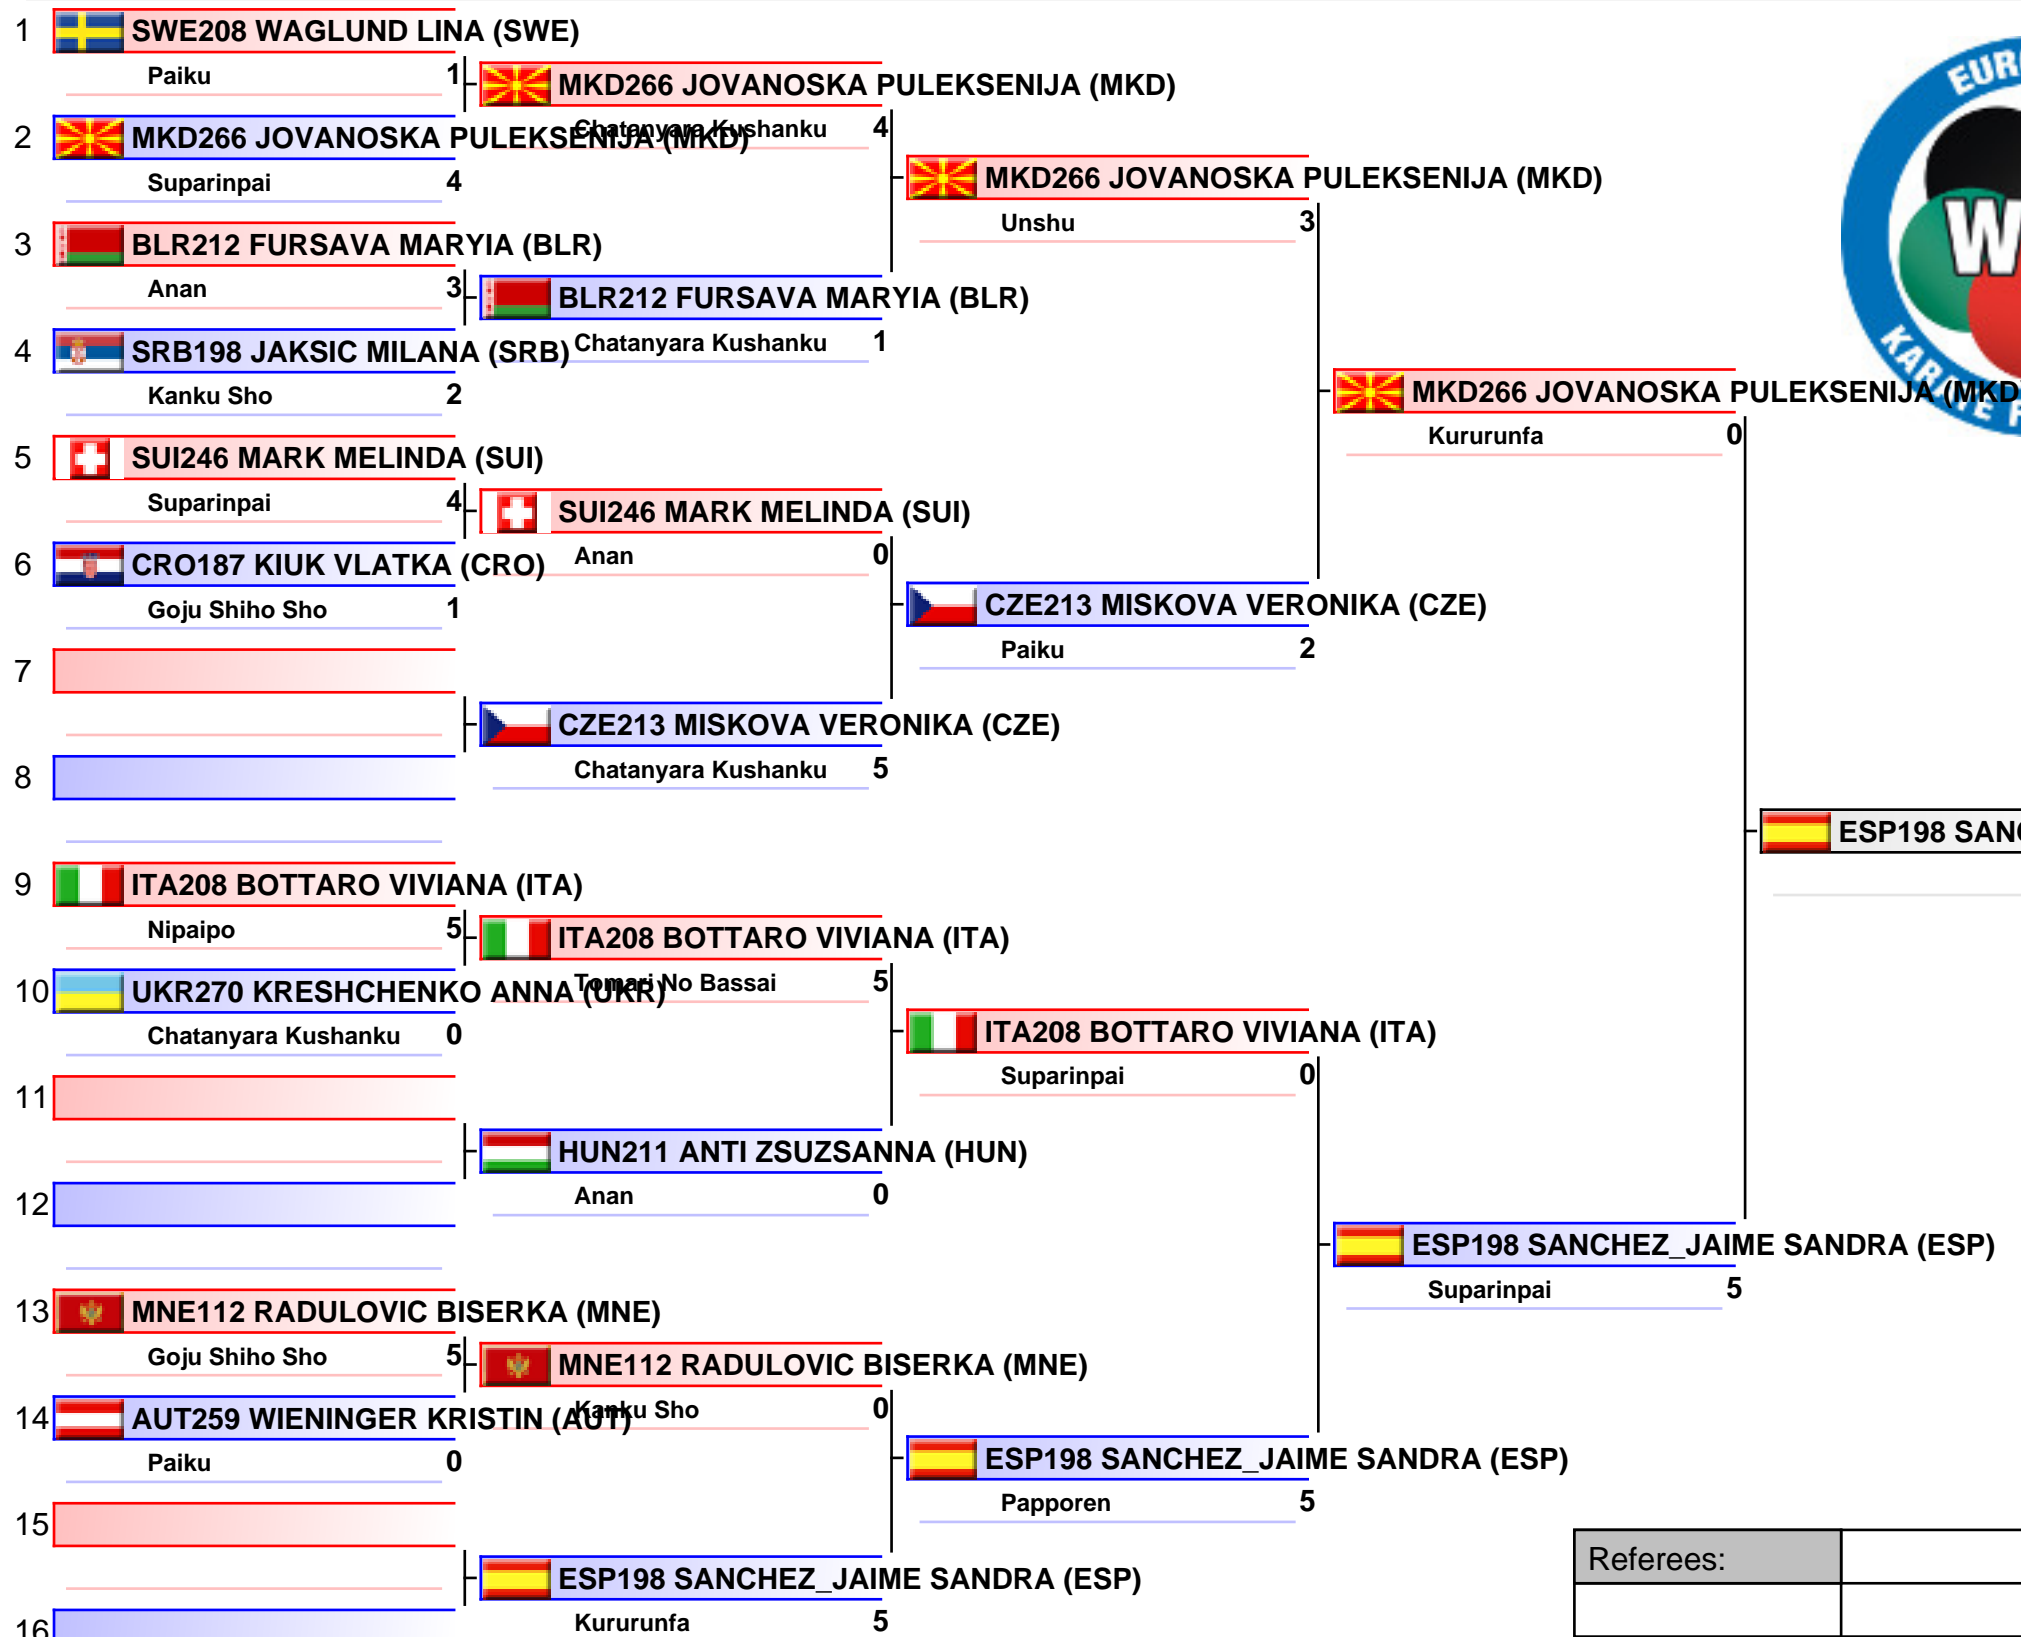 1 SWE208 WAGLUND LINA (SWE)
Paiku 1
2 MKD266 JOVANOSKA PULEKSENIJA (MKD)
Suparinpai 4
3 BLR212 FURSAVA MARYIA (BLR)
Anan 3
4 SRB198 JAKSIC MILANA (SRB)
Kanku Sho 2
5 SUI246 MARK MELINDA (SUI)
Suparinpai 4
6 CRO187 KIUK VLATKA (CRO)
Goju Shiho Sho 1
7
8
9 ITA208 BOTTARO VIVIANA (ITA)
Nipaipo 5
10 UKR270 KRESHCHENKO ANNA (UKR)
Chatanyara Kushanku 0
11
12
13 MNE112 RADULOVIC BISERKA (MNE)
Goju Shiho Sho 5
14 AUT259 WIENINGER KRISTIN (AUT)
Paiku 0
15
16
MKD266 JOVANOSKA PULEKSENIJA (MKD)
Chatanyara Kushanku 4
BLR212 FURSAVA MARYIA (BLR)
Chatanyara Kushanku 1
SUI246 MARK MELINDA (SUI)
Anan 0
CZE213 MISKOVA VERONIKA (CZE)
Chatanyara Kushanku 5
ITA208 BOTTARO VIVIANA (ITA)
Tomari No Bassai 5
HUN211 ANTI ZSUZSANNA (HUN)
Anan 0
MNE112 RADULOVIC BISERKA (MNE)
Kanku Sho 0
ESP198 SANCHEZ_JAIME SANDRA (ESP)
Kururunfa 5
MKD266 JOVANOSKA PULEKSENIJA (MKD)
Unshu 3
CZE213 MISKOVA VERONIKA (CZE)
Paiku 2
ITA208 BOTTARO VIVIANA (ITA)
Suparinpai 0
ESP198 SANCHEZ_JAIME SANDRA (ESP)
Papporen 5
MKD266 JOVANOSKA PULEKSENIJA (MKD
Kururunfa 0
ESP198 SANCHEZ_JAIME SANDRA (ESP)
Suparinpai 5
ESP198 SAN
EUR
W
KARATE F
Referees: